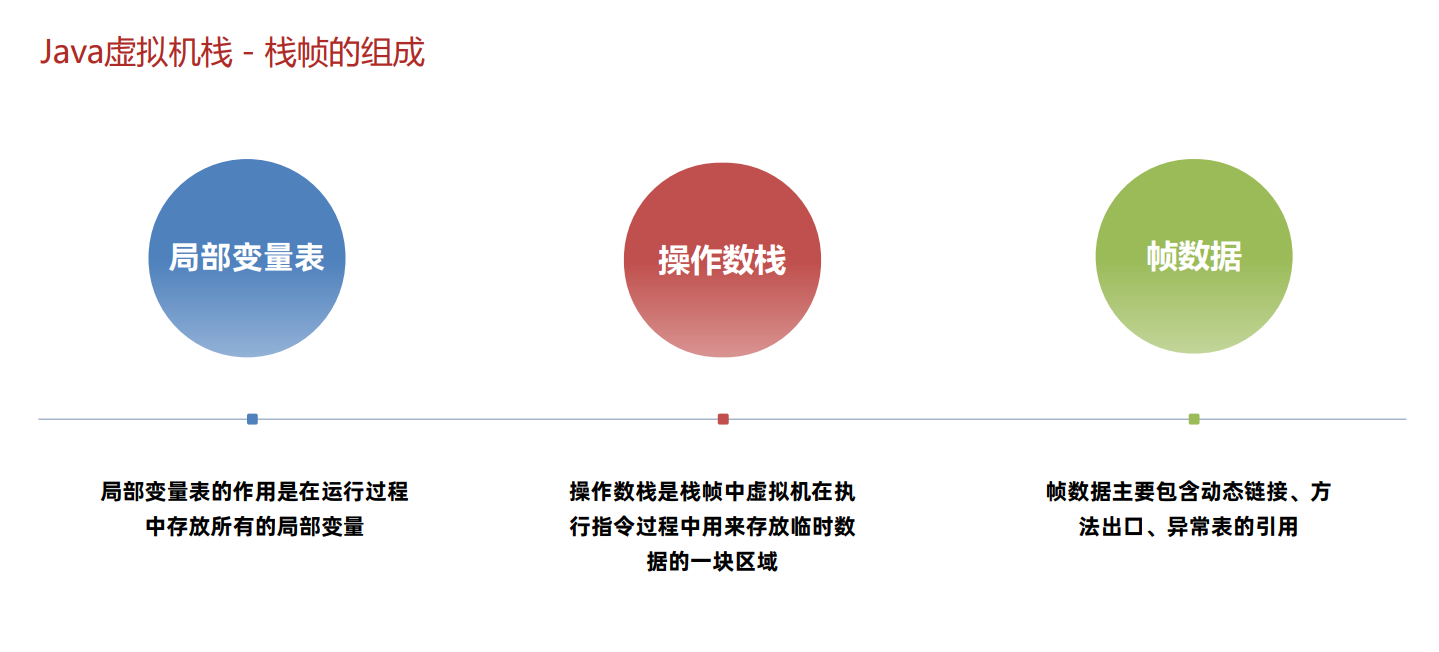 Java虚拟机栈 - 栈帧的组成
局部变量表
操作数栈
帧数据
局部变量表的作用是在运行过程
中存放所有的局部变量
操作数栈是栈帧中虚拟机在执
行指令过程中用来存放临时数
据的一块区域
帧数据主要包含动态链接、方
法出口、异常表的引用